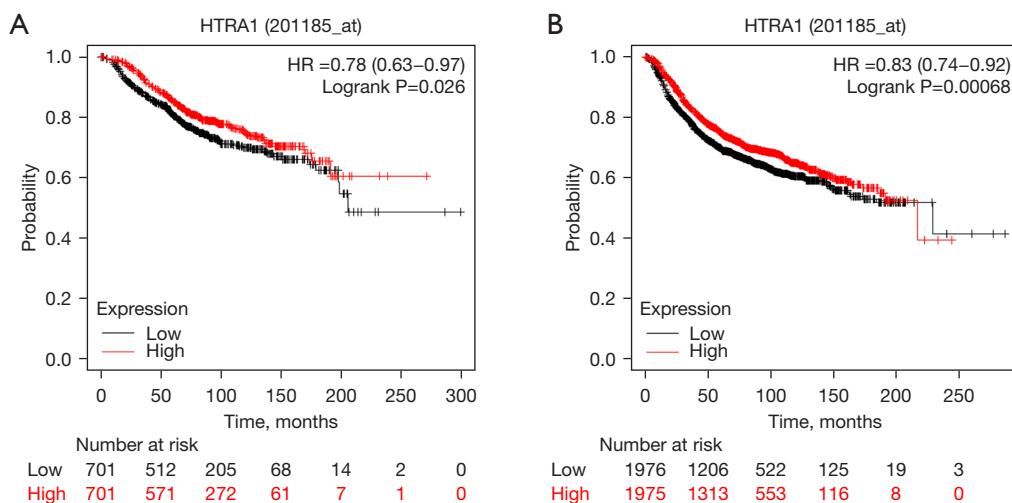 A
HTRA1 (201185_at)
HR =0.78 (0.63–0.97)
Logrank P=0.026
Probability
1.0
0.8
0.6
0.4
0.2
0.0
Expression
Low
High
0 50 100 150 200 250 300
Time, months
Number at risk
Low 701 512 205 68 14 2 0
High 701 571 272 61 7 1 0
B
HTRA1 (201185_at)
HR =0.83 (0.74–0.92)
Logrank P=0.00068
Probability
1.0
0.8
0.6
0.4
0.2
0.0
Expression
Low
High
0 50 100 150 200 250
Time, months
Number at risk
Low 1976 1206 522 125 19 3
High 1975 1313 553 116 8 0